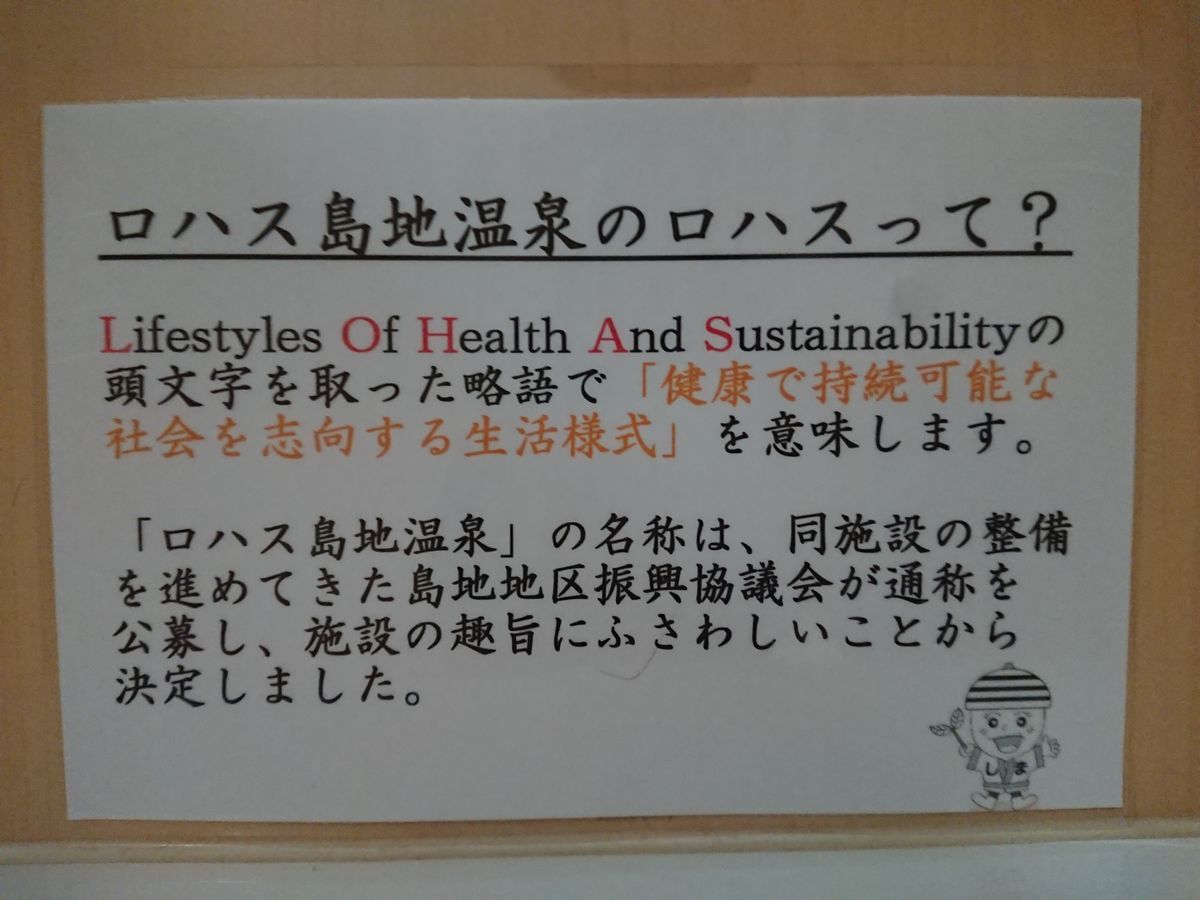 ロハス島地温泉のロハスって？
Lifestyles Of Health And Sustainabilityの
頭文字を取った略語で「健康で持続可能な
社会を志向する生活様式」を意味します。
「ロハス島地温泉」の名称は、同施設の整備
を進めてきた島地地区振興協議会が通称を
公募し、施設の趣旨にふさわしいことから
決定しました。
しま